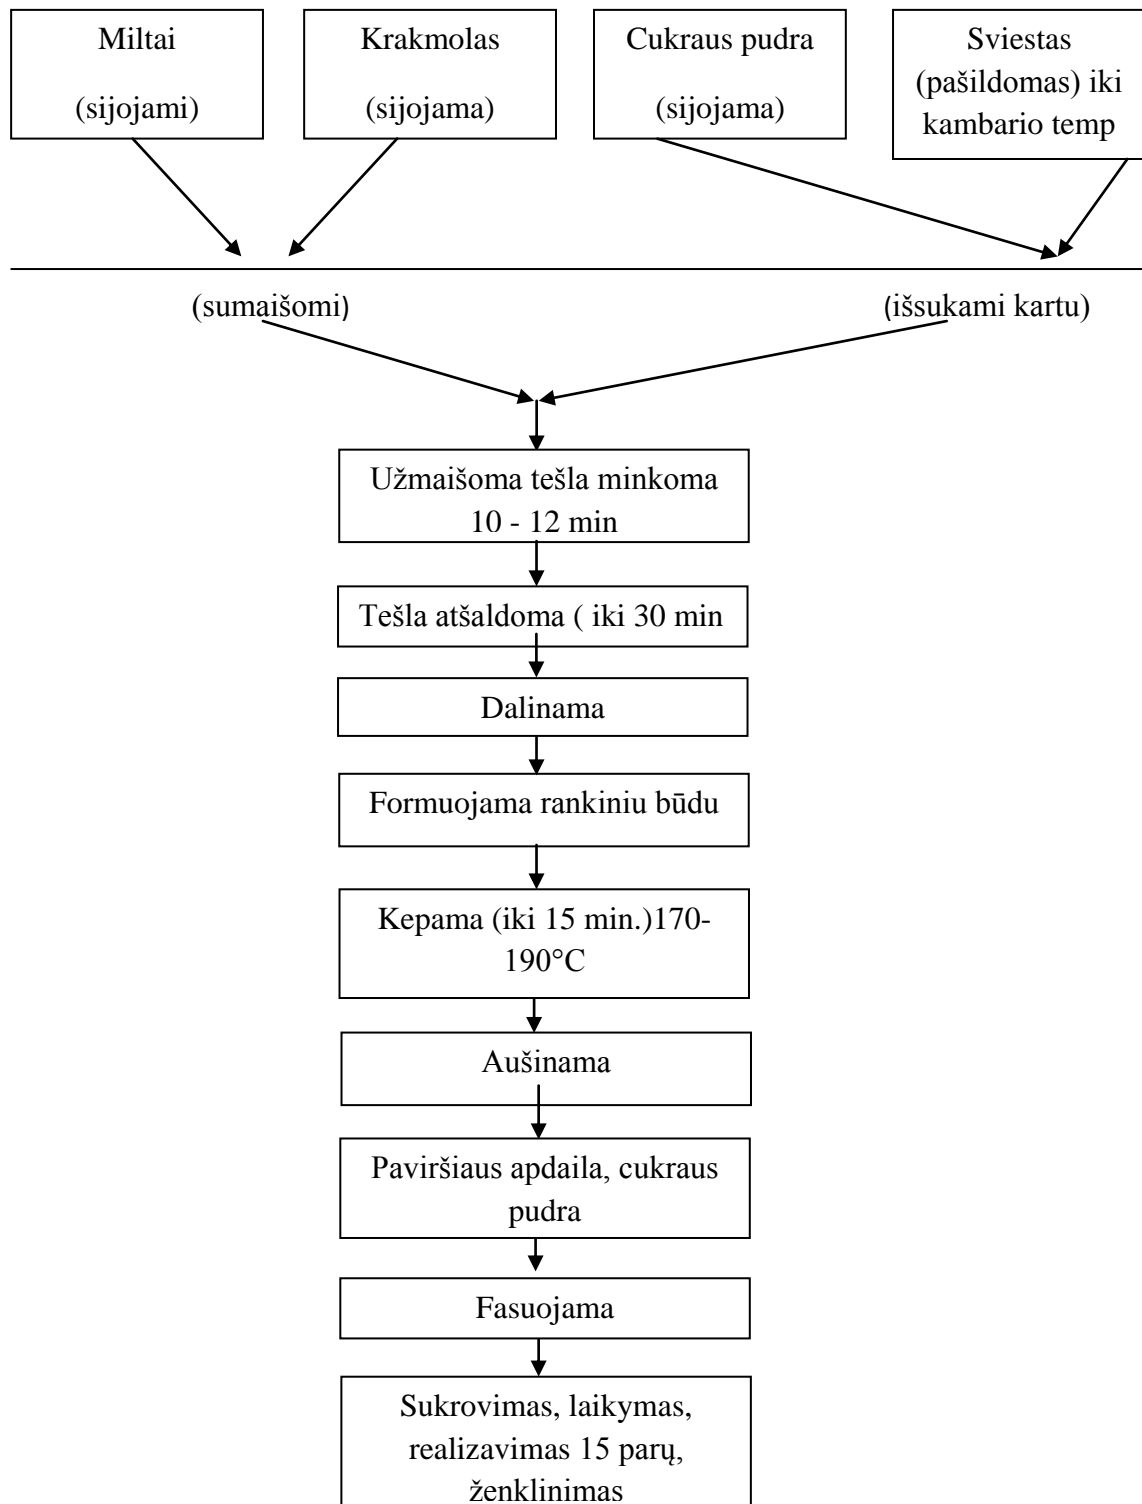 Miltai
(sijojami)
Krakmolas
(sijojama)
Cukraus pudra
(sijojama)
Sviestas
(pašildomas) iki
kambario temp
(sumaišomi)
(išsukami kartu)
Užmaišoma tešla minkoma
10 - 12 min
Tešla atšaldoma ( iki 30 min
Dalinama
Formuojama rankiniu būdu
Kepama (iki 15 min.)170-
190°C
Aušinama
Paviršiaus apdaila, cukraus
pudra
Fasuojama
Sukrovimas, laikymas,
realizavimas 15 parų,
ženklinimas